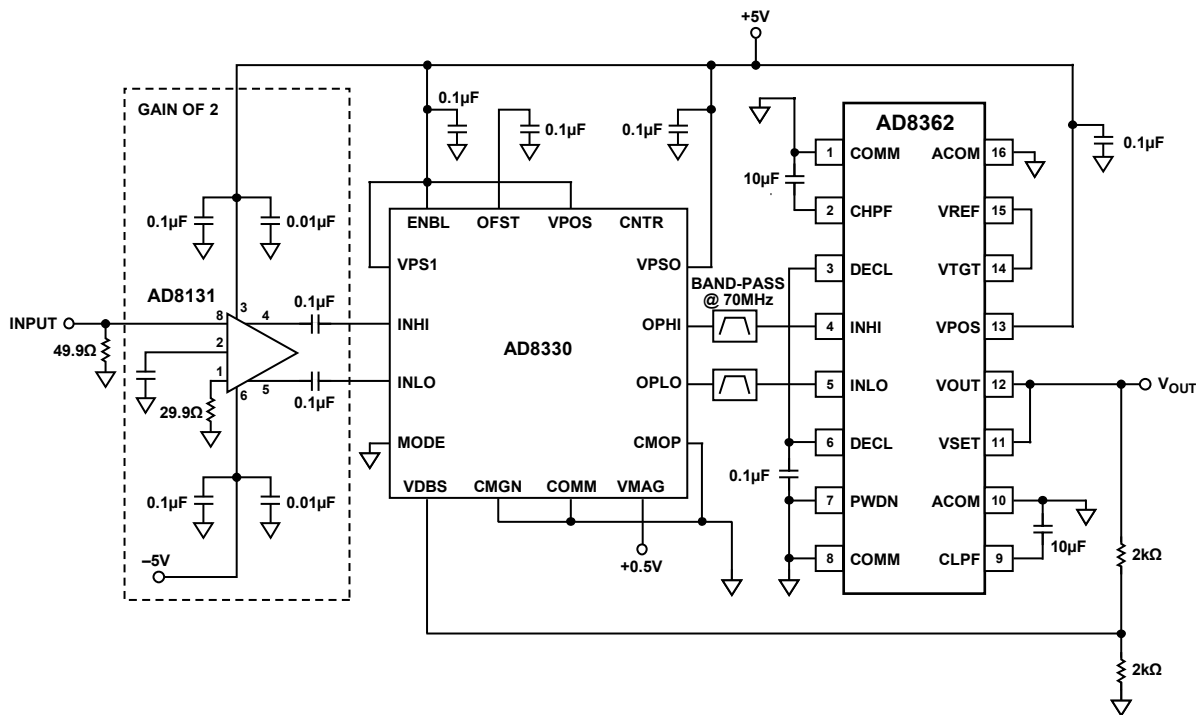 +5V
GAIN OF 2
0.1µF
0.01µF
AD8131
INPUT
49.9Ω
8
2
1
3
4
5
6
29.9Ω
0.1µF
0.1µF
0.1µF
0.01µF
–5V
0.1µF
0.1µF
0.1µF
ENBL
OFST
VPOS
CNTR
VPS1
VPSO
INHI
OPHI
AD8330
INLO
OPLO
MODE
CMOP
VDBS
CMGN
COMM
VMAG
+0.5V
BAND-PASS
@ 70MHz
10µF
0.1µF
AD8362
1 COMM ACOM 16
2 CHPF VREF 15
3 DECL VTGT 14
4 INHI VPOS 13
5 INLO VOUT 12
6 DECL VSET 11
7 PWDN ACOM 10
8 COMM CLPF 9
0.1µF
VOUT
10µF
2kΩ
2kΩ